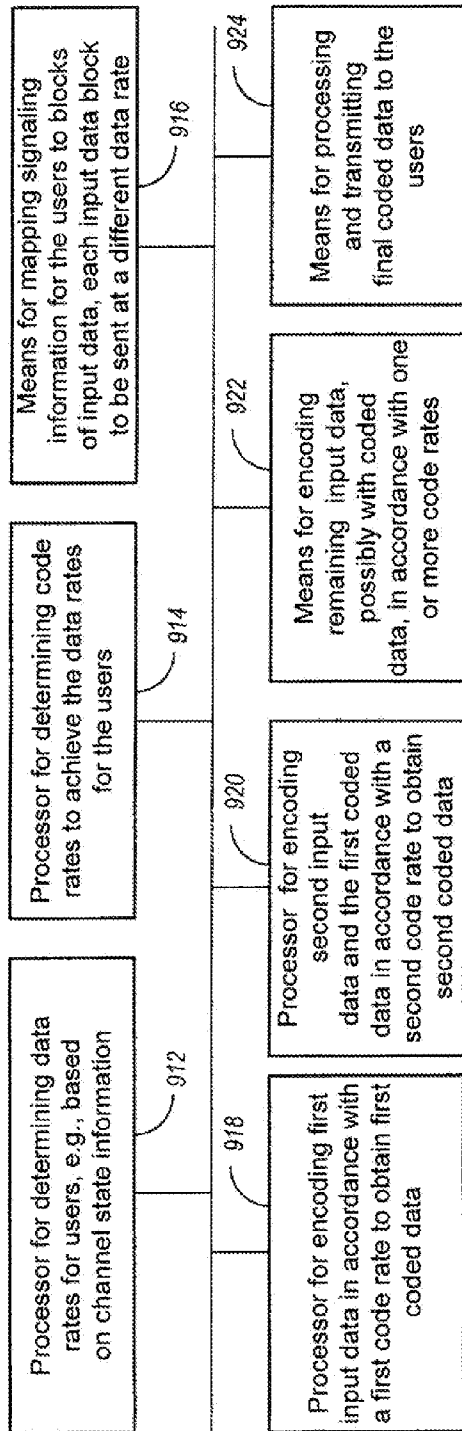 Processor for determining data
rates for users, e.g., based
on channel state information
912
Processor for determining code
rates to achieve the data rates
for the users
914
Means for mapping signaling
information for the users to blocks
of input data, each input data block
to be sent at a different data rate
916
918
Processor for encoding first
input data in accordance with
a first code rate to obtain first
coded data
920
Processor for encoding
second input
data and the first coded
data in accordance with a
second code rate to obtain
second coded data
922
Means for encoding
remaining input data,
possibly with coded
data, in accordance with one
or more code rates
924
Means for processing
and transmitting
final coded data to the
users